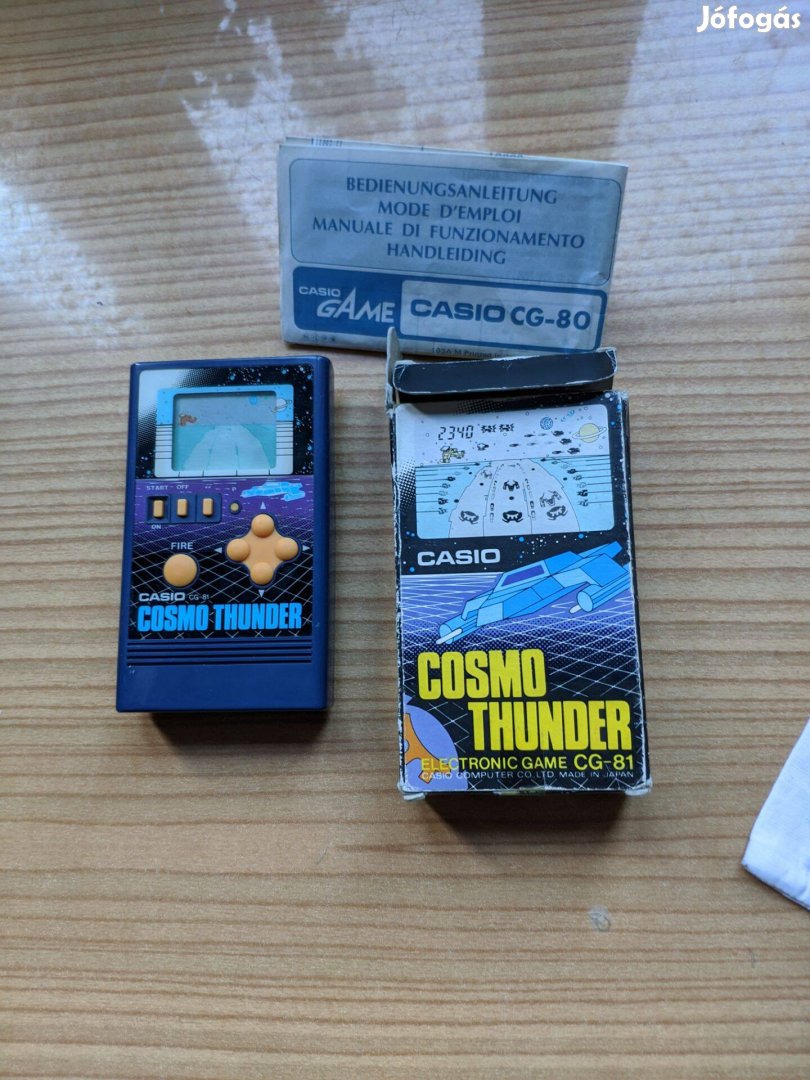 Jófogás
BEDIENUNGSANLEITUNG
MODE D'EMPLOI
MANUALE DI FUNZIONAMENTO
HANDLEIDING
CASIO
GAME
CASIO CG-80
START OFF
P
ON
FIRE
CASIO CG-81
COSMO THUNDER
2340
CASIO
COSMO
THUNDER
ELECTRONIC GAME CG-81
CASIO COMPUTER CO.,LTD. MADE IN JAPAN